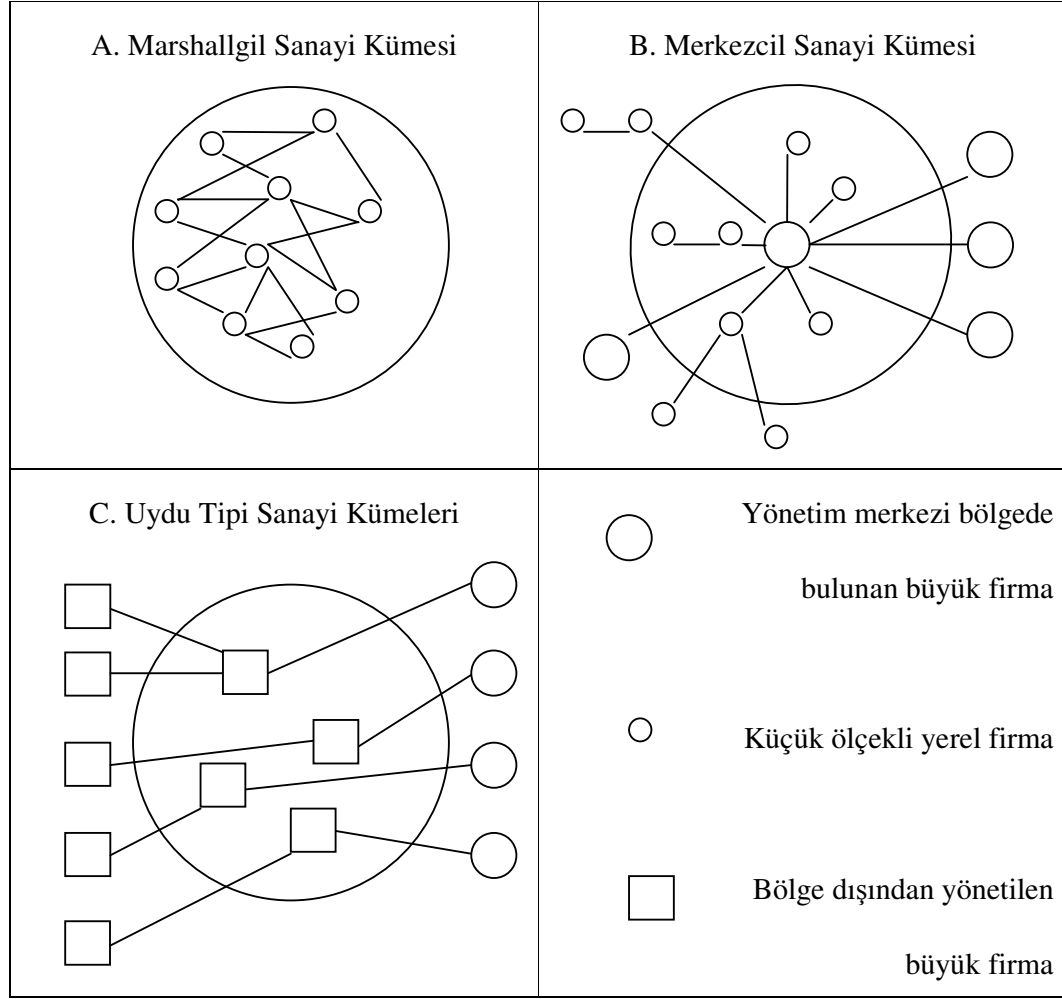 A. Marshallgil Sanayi Kümesi
B. Merkezcil Sanayi Kümesi
C. Uydu Tipi Sanayi Kümeleri
Yönetim merkezi bölgede
bulunan büyük firma
Küçük ölçekli yerel firma
Bölge dışından yönetilen
büyük firma